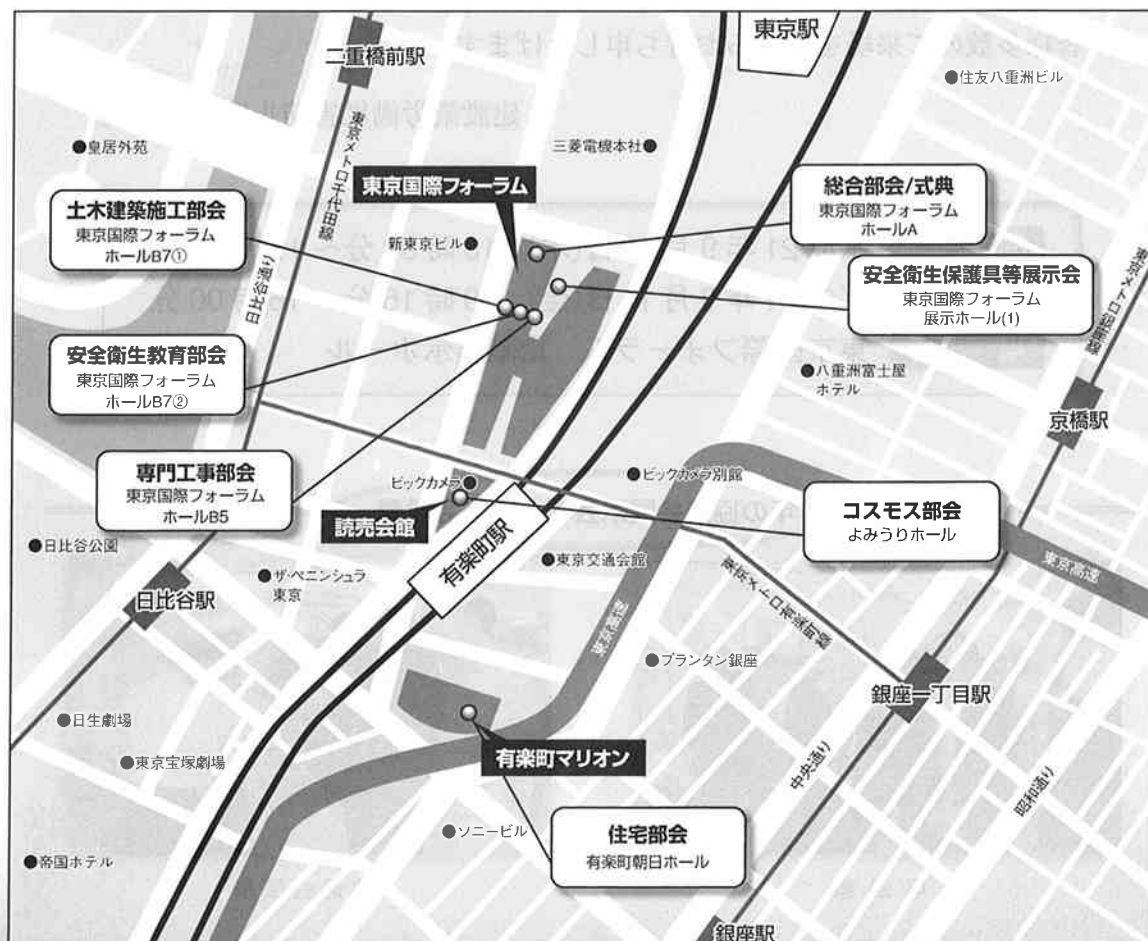 東京駅
二重橋前駅
●住友八重洲ビル
●皇居外苑
三菱電機本社●
東京メトロ千代田線
東京国際フォーラム
総合部会/式典
東京国際フォーラム
ホールA
土木建築施工部会
東京国際フォーラム
ホールB7①
新東京ビル●
日比谷通り
安全衛生保護具等展示会
東京国際フォーラム
展示ホール(1)
東京メトロ銀座線
安全衛生教育部会
東京国際フォーラム
ホールB7②
●八重洲富士屋
ホテル
京橋駅
専門工事部会
東京国際フォーラム
ホールB5
ビックカメラ●
●ビックカメラ別館
読売会館
コスモス部会
よみうりホール
●日比谷公園
有楽町駅
●東京交通会館
東京高速
●ザ・ペニンシュラ
東京
日比谷駅
東京高速
東京メトロ有楽町線
●プランタン銀座
銀座一丁目駅
●日生劇場
●東京宝塚劇場
有楽町マリオン
中央通り
昭和通り
●ソニービル
住宅部会
有楽町朝日ホール
●帝国ホテル
銀座駅